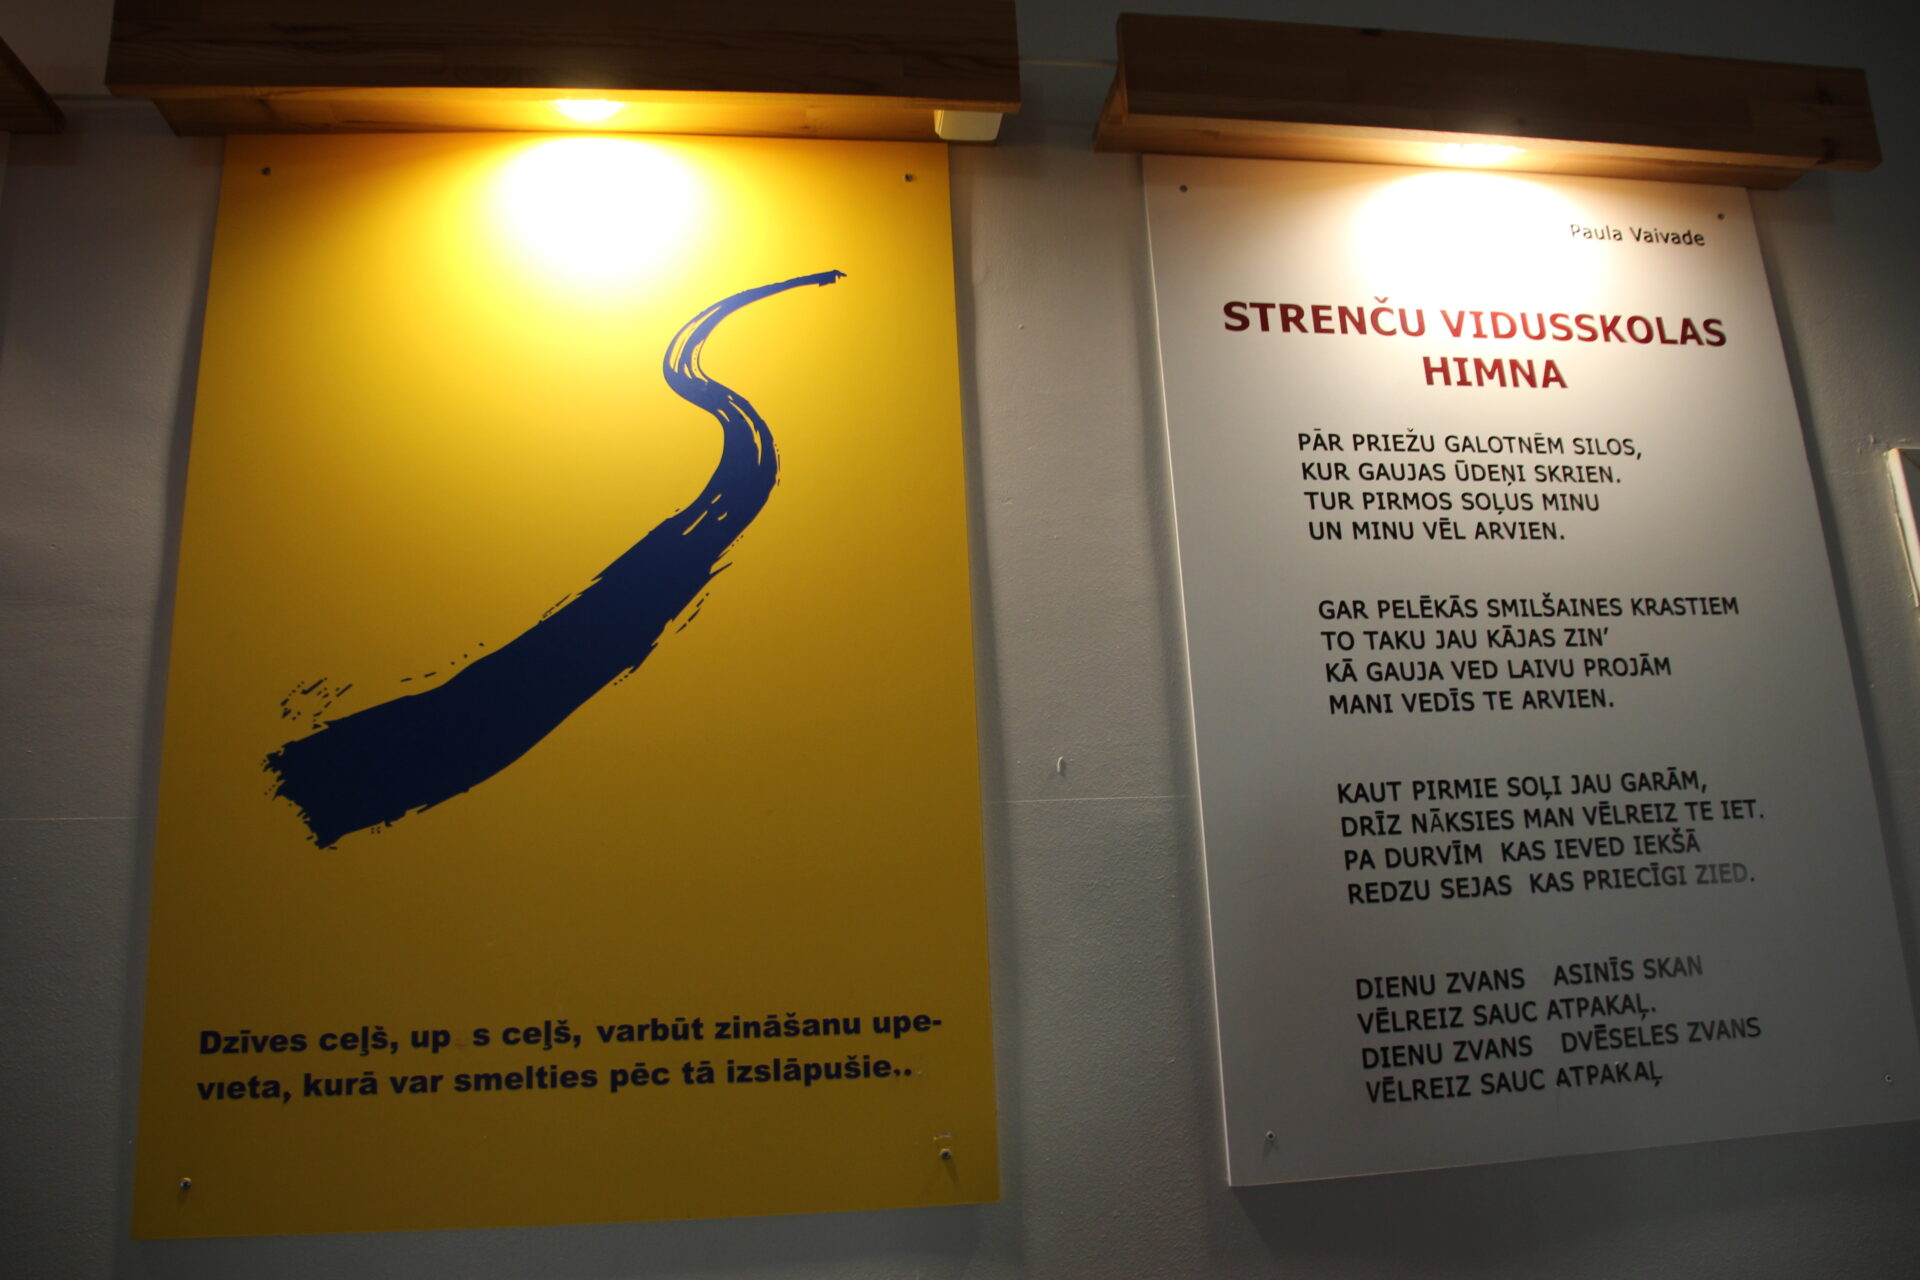 Dzīves ceļš, up s ceļš, varbūt zināšanu upe-
vieta, kurā var smelties pēc tā izslāpušie..
Paula Vaivade
STRENČU VIDUSSKOLAS
HIMNA
PĀR PRIEŽU GALOTNĒM SILOS,
KUR GAUJAS ŪDEŅI SKRIEN.
TUR PIRMOS SOĻUS MINU
UN MINU VĒL ARVIEN.
GAR PELĒKĀS SMILŠAINES KRASTIEM
TO TAKU JAU KĀJAS ZIN’
KĀ GAUJA VED LAIVU PROJĀM
MANI VEDĪS TE ARVIEN.
KAUT PIRMIE SOĻI JAU GARĀM,
DRĪZ NĀKSIES MAN VĒLREIZ TE IET.
PA DURVĪM KAS IEVED IEKŠĀ
REDZU SEJAS KAS PRIECĪGI ZIED.
DIENU ZVANS ASINĪS SKAN
VĒLREIZ SAUC ATPAKAĻ.
DIENU ZVANS DVĒSELES ZVANS
VĒLREIZ SAUC ATPAKAĻ